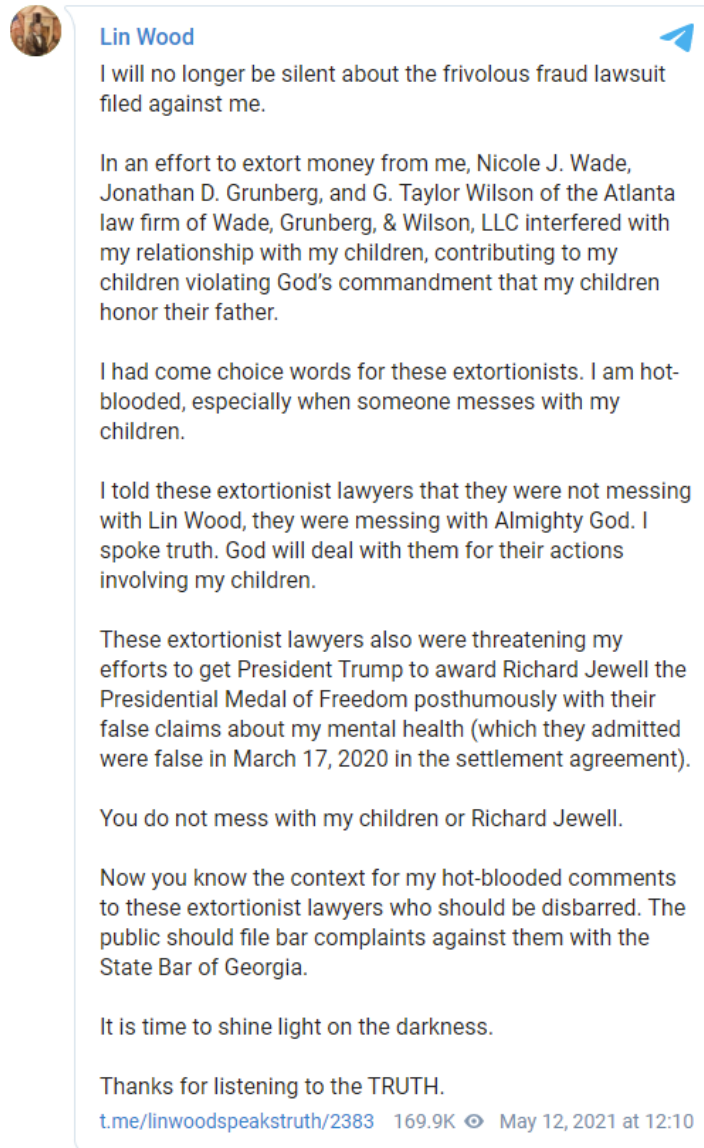 Lin Wood
I will no longer be silent about the frivolous fraud lawsuit
filed against me.
In an effort to extort money from me, Nicole J. Wade,
Jonathan D. Grunberg, and G. Taylor Wilson of the Atlanta
law firm of Wade, Grunberg, & Wilson, LLC interfered with
my relationship with my children, contributing to my
children violating God’s commandment that my children
honor their father.
I had come choice words for these extortionists. I am hot-
blooded, especially when someone messes with my
children.
I told these extortionist lawyers that they were not messing
with Lin Wood, they were messing with Almighty God. I
spoke truth. God will deal with them for their actions
involving my children.
These extortionist lawyers also were threatening my
efforts to get President Trump to award Richard Jewell the
Presidential Medal of Freedom posthumously with their
false claims about my mental health (which they admitted
were false in March 17, 2020 in the settlement agreement).
You do not mess with my children or Richard Jewell.
Now you know the context for my hot-blooded comments
to these extortionist lawyers who should be disbarred. The
public should file bar complaints against them with the
State Bar of Georgia.
It is time to shine light on the darkness.
Thanks for listening to the TRUTH.
t.me/linwoodspeakstruth/2383 169.9K May 12, 2021 at 12:10